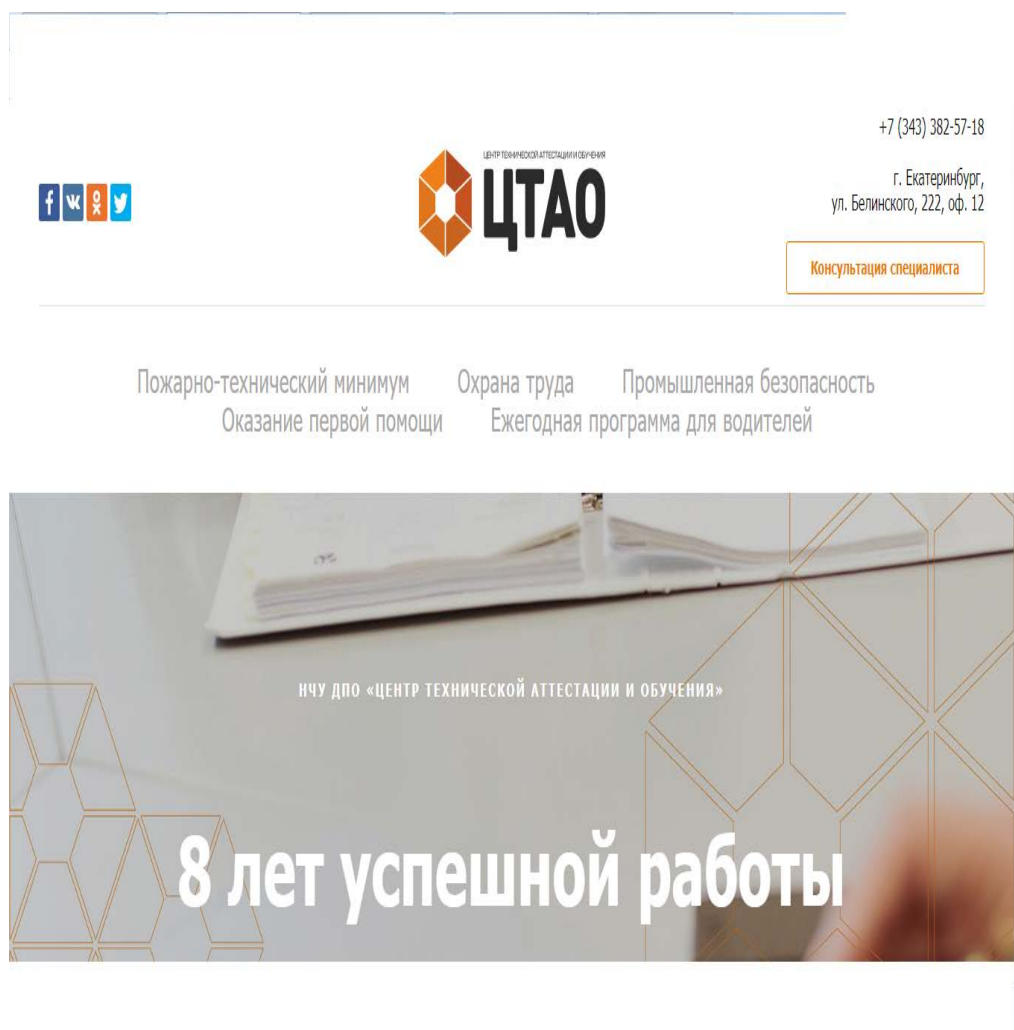 +7 (343) 382-57-18
ЦЕНТР ТЕХНИЧЕСКОЙ АТТЕСТАЦИИ И ОБУЧЕНИЯ
ЦТАО
г. Екатеринбург,
ул. Белинского, 222, оф. 12
Консультация специалиста
Пожарно-технический минимум Охрана труда Промышленная безопасность
Оказание первой помощи Ежегодная программа для водителей
НЧУ ДПО «ЦЕНТР ТЕХНИЧЕСКОЙ АТТЕСТАЦИИ И ОБУЧЕНИЯ»
8 лет успешной работы